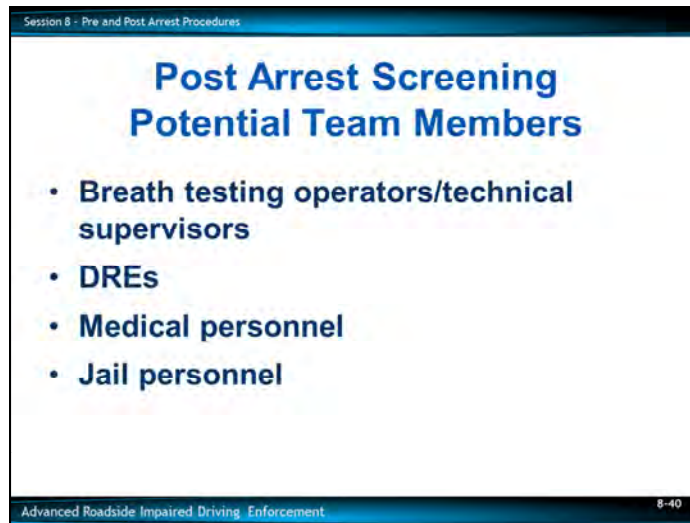 Session 8 - Pre and Post Arrest Procedures
Post Arrest Screening
Potential Team Members
• Breath testing operators/technical
supervisors
• DREs
• Medical personnel
• Jail personnel
Advanced Roadside Impaired Driving Enforcement
8-40